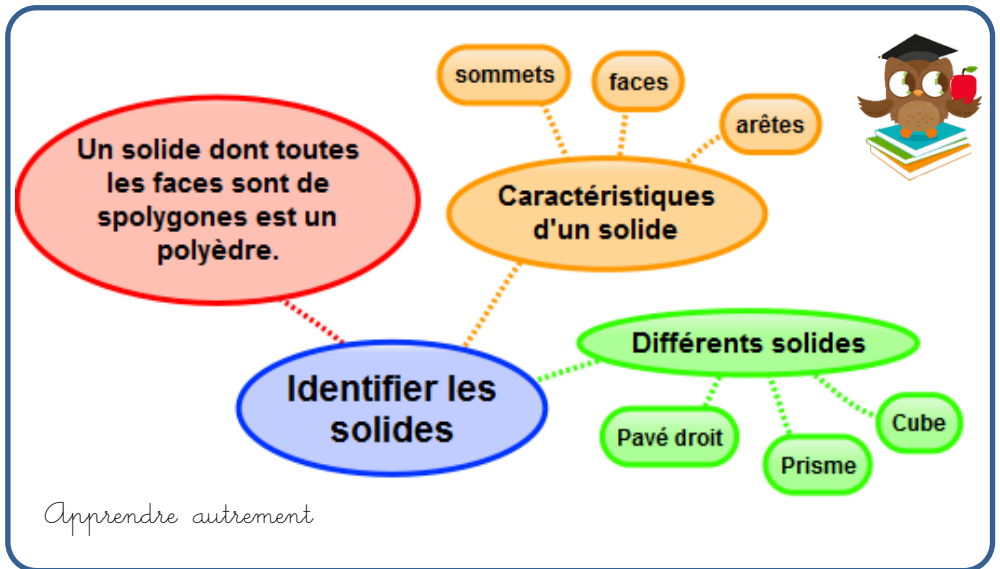 sommets
faces
arêtes
Un solide dont toutes
les faces sont de
spolygones est un
polyèdre.
Caractéristiques
d'un solide
Différents solides
Identifier les
solides
Pavé droit
Prisme
Cube
Apprendre autrement